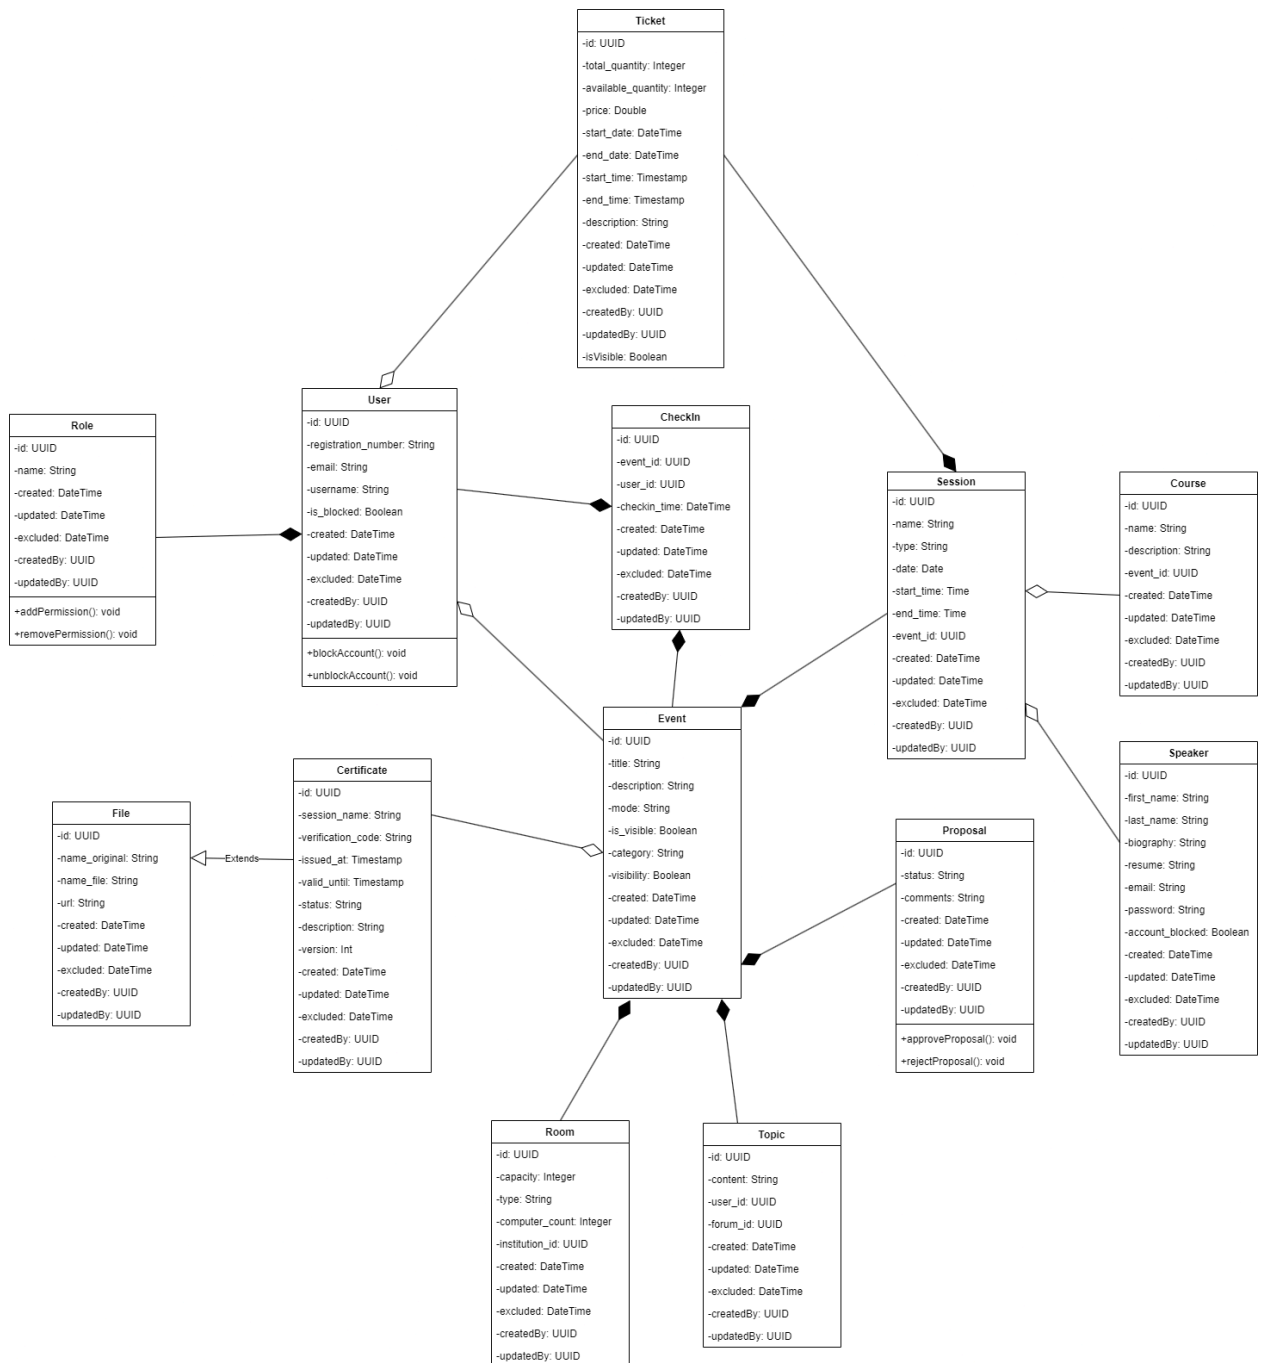 Ticket
-id: UUID
-total_quantity: Integer
-available_quantity: Integer
-price: Double
-start_date: DateTime
-end_date: DateTime
-start_time: Timestamp
-end_time: Timestamp
-description: String
-created: DateTime
-updated: DateTime
-excluded: DateTime
-createdBy: UUID
-updatedBy: UUID
-isVisible: Boolean
Role
-id: UUID
-name: String
-created: DateTime
-updated: DateTime
-excluded: DateTime
-createdBy: UUID
-updatedBy: UUID
+addPermission(): void
+removePermission(): void
User
-id: UUID
-registration_number: String
-email: String
-username: String
-is_blocked: Boolean
-created: DateTime
-updated: DateTime
-excluded: DateTime
-createdBy: UUID
-updatedBy: UUID
+blockAccount(): void
+unblockAccount(): void
CheckIn
-id: UUID
-event_id: UUID
-user_id: UUID
-checkin_time: DateTime
-created: DateTime
-updated: DateTime
-excluded: DateTime
-createdBy: UUID
-updatedBy: UUID
Session
-id: UUID
-name: String
-type: String
-date: Date
-start_time: Time
-end_time: Time
-event_id: UUID
-created: DateTime
-updated: DateTime
-excluded: DateTime
-createdBy: UUID
-updatedBy: UUID
Course
-id: UUID
-name: String
-description: String
-event_id: UUID
-created: DateTime
-updated: DateTime
-excluded: DateTime
-createdBy: UUID
-updatedBy: UUID
File
-id: UUID
-name_original: String
-name_file: String
-url: String
-created: DateTime
-updated: DateTime
-excluded: DateTime
-createdBy: UUID
-updatedBy: UUID
Extends
Certificate
-id: UUID
-session_name: String
-verification_code: String
-issued_at: Timestamp
-valid_until: Timestamp
-status: String
-description: String
-version: Int
-created: DateTime
-updated: DateTime
-excluded: DateTime
-createdBy: UUID
-updatedBy: UUID
Event
-id: UUID
-title: String
-description: String
-mode: String
-is_visible: Boolean
-category: String
-visibility: Boolean
-created: DateTime
-updated: DateTime
-excluded: DateTime
-createdBy: UUID
-updatedBy: UUID
Proposal
-id: UUID
-status: String
-comments: String
-created: DateTime
-updated: DateTime
-excluded: DateTime
-createdBy: UUID
-updatedBy: UUID
+approveProposal(): void
+rejectProposal(): void
Speaker
-id: UUID
-first_name: String
-last_name: String
-biography: String
-resume: String
-email: String
-password: String
-account_blocked: Boolean
-created: DateTime
-updated: DateTime
-excluded: DateTime
-createdBy: UUID
-updatedBy: UUID
Room
-id: UUID
-capacity: Integer
-type: String
-computer_count: Integer
-institution_id: UUID
-created: DateTime
-updated: DateTime
-excluded: DateTime
-createdBy: UUID
-updatedBy: UUID
Topic
-id: UUID
-content: String
-user_id: UUID
-forum_id: UUID
-created: DateTime
-updated: DateTime
-excluded: DateTime
-createdBy: UUID
-updatedBy: UUID